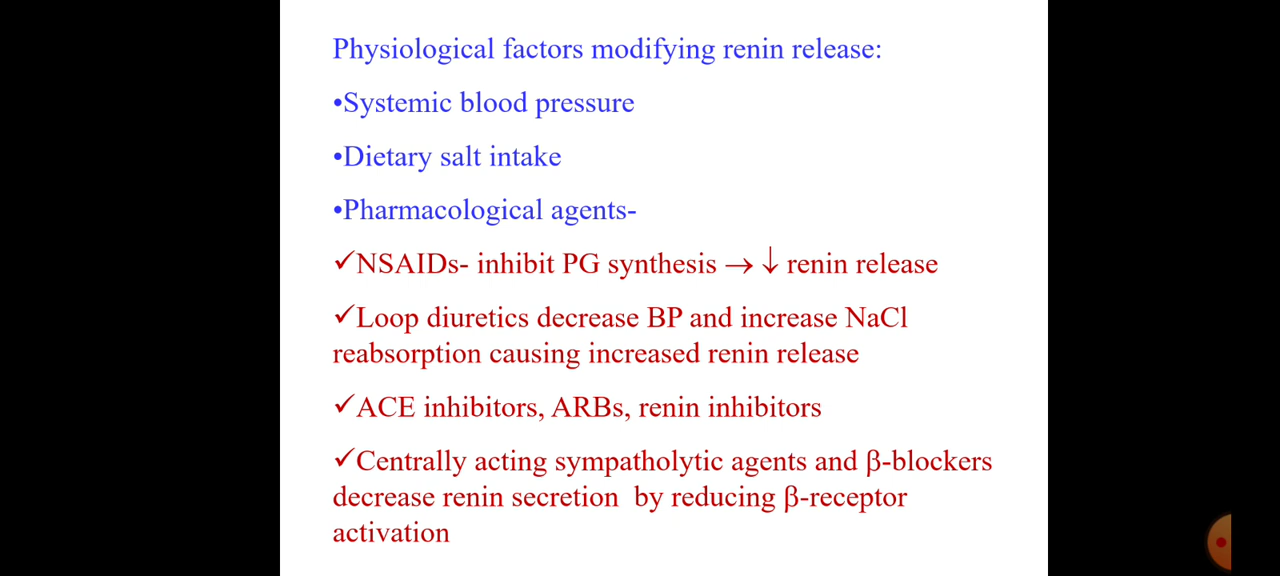 Physiological factors modifying renin release:
•Systemic blood pressure
•Dietary salt intake
•Pharmacological agents-
✓NSAIDs- inhibit PG synthesis → ↓ renin release
✓Loop diuretics decrease BP and increase NaCl
reabsorption causing increased renin release
✓ACE inhibitors, ARBs, renin inhibitors
✓Centrally acting sympatholytic agents and β-blockers
decrease renin secretion  by reducing β-receptor
activation